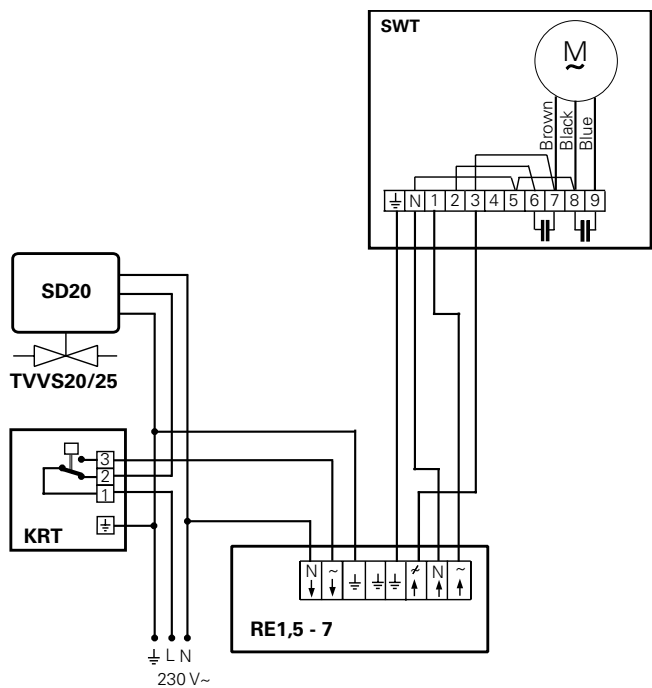 SWT
M
~
Brown
Black
Blue
N 1 2 3 4 5 6 7 8 9
SD20
TVVS20/25
3
2
1
KRT
N ~ N ~
RE1,5 - 7
L N
230 V~